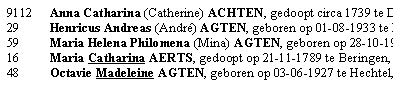 9112 Anna Catharina (Catherine) ACHTEN, gedoopt circa 1739 te
29 Henricus Andreas (André) AGTEN, geboren op 01-08-1933 te
59 Maria Helena Philomena (Mina) AGTEN, geboren op 28-10-19
16 Maria Catharina AERTS, gedoopt op 21-11-1789 te Beringen,
48 Octavie Madeleine AGTEN, geboren op 03-06-1927 te Hechtel,